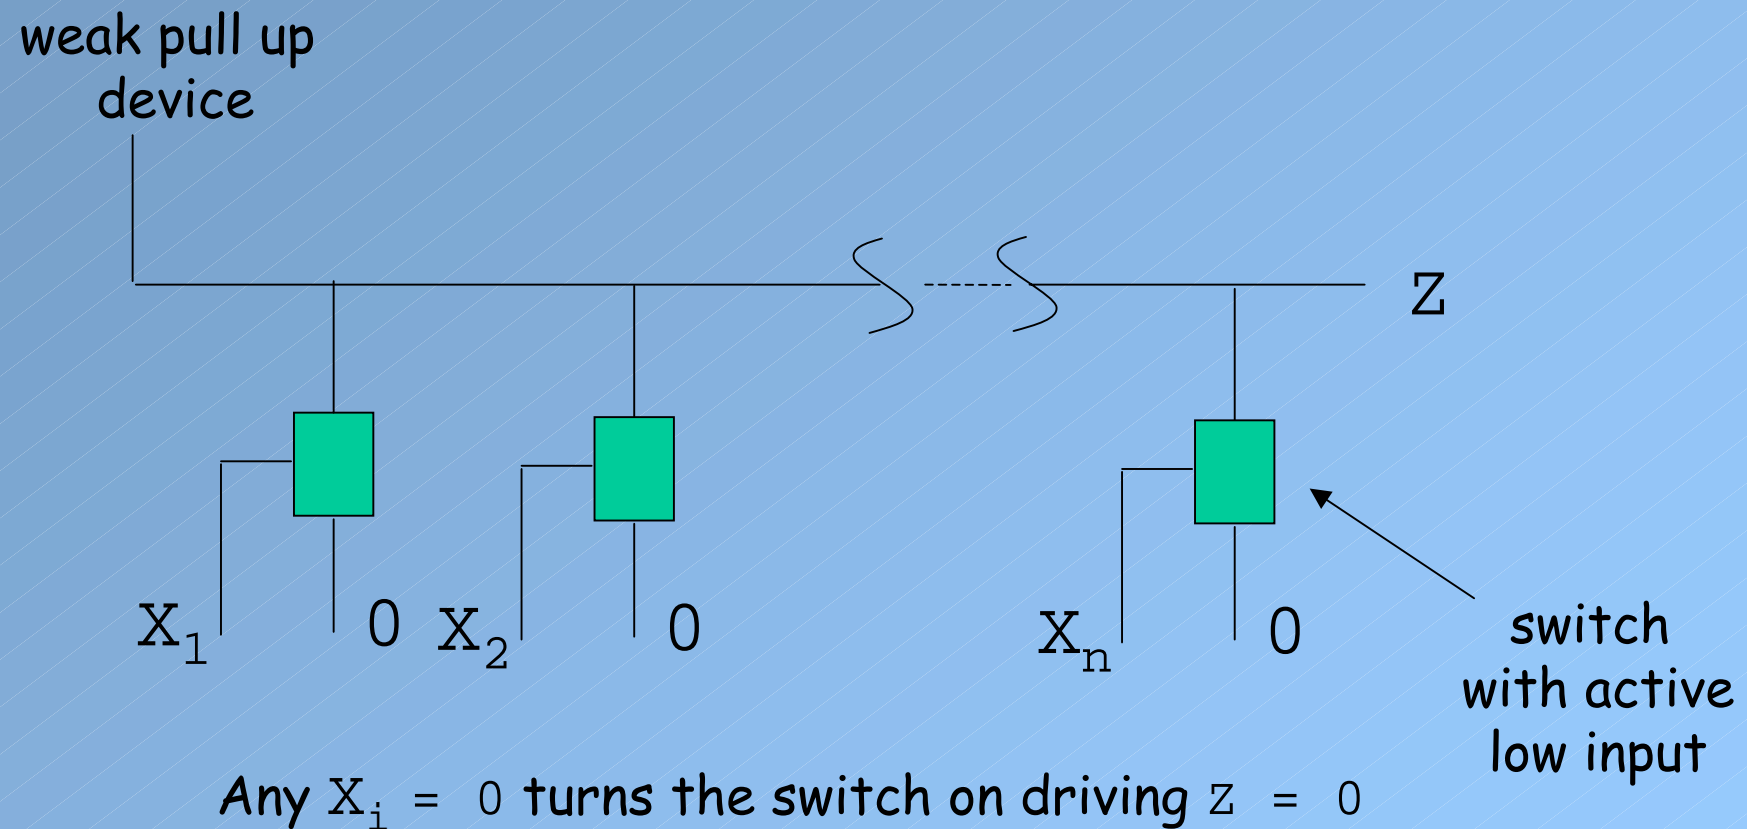 weak pull up
device
Z
X₁ 0 X₂ 0 Xₙ 0
switch
with active
low input
Any Xᵢ = 0 turns the switch on driving Z = 0